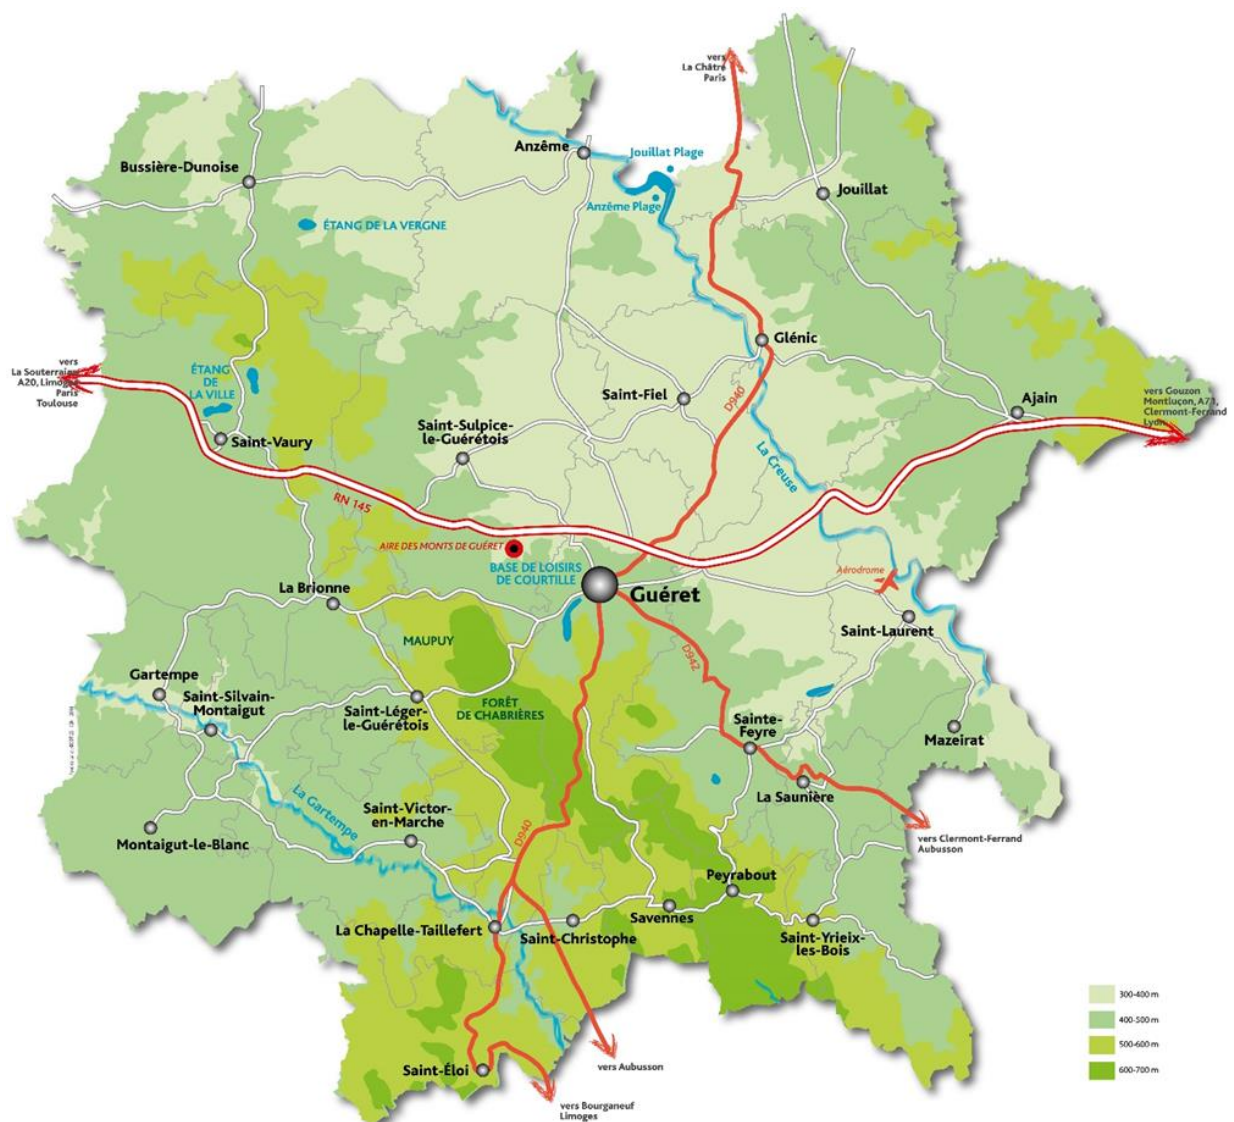 vers
La Châtre
Paris
Anzême
Jouillat Plage
Bussière-Dunoise
Jouillat
Anzême Plage
ÉTANG DE LA VERGNE
Glénic
vers
La Souterraine
A20, Limoges
Paris
Toulouse
ÉTANG
DE
LA VILLE
Saint-Fiel
D940
Ajain
vers Gouzon
Montluçon, A71,
Clermont-Ferrand
Lyon
Saint-Sulpice-
le-Guérétois
Saint-Vaury
La Creuse
RN 145
AIRE DES MONTS DE GUÉRET
BASE DE LOISIRS
DE COURTILLE
Aérodrome
La Brionne
Guéret
Saint-Laurent
MAUPUY
D942
Gartempe
Saint-Silvain-
Montaigut
Saint-Léger-
le-Guérétois
FORÊT
DE CHABRIÈRES
Sainte-
Feyre
Mazeirat
La Saunière
La Gartempe
Saint-Victor-
en-Marche
D940
Montaigut-le-Blanc
vers Clermont-Ferrand
Aubusson
Peyrabout
La Chapelle-Taillefert
Saint-Christophe
Savennes
Saint-Yrieix-
les-Bois
300-400 m
400-500 m
500-600 m
600-700 m
Saint-Éloi
vers Aubusson
vers Bourganeuf
Limoges